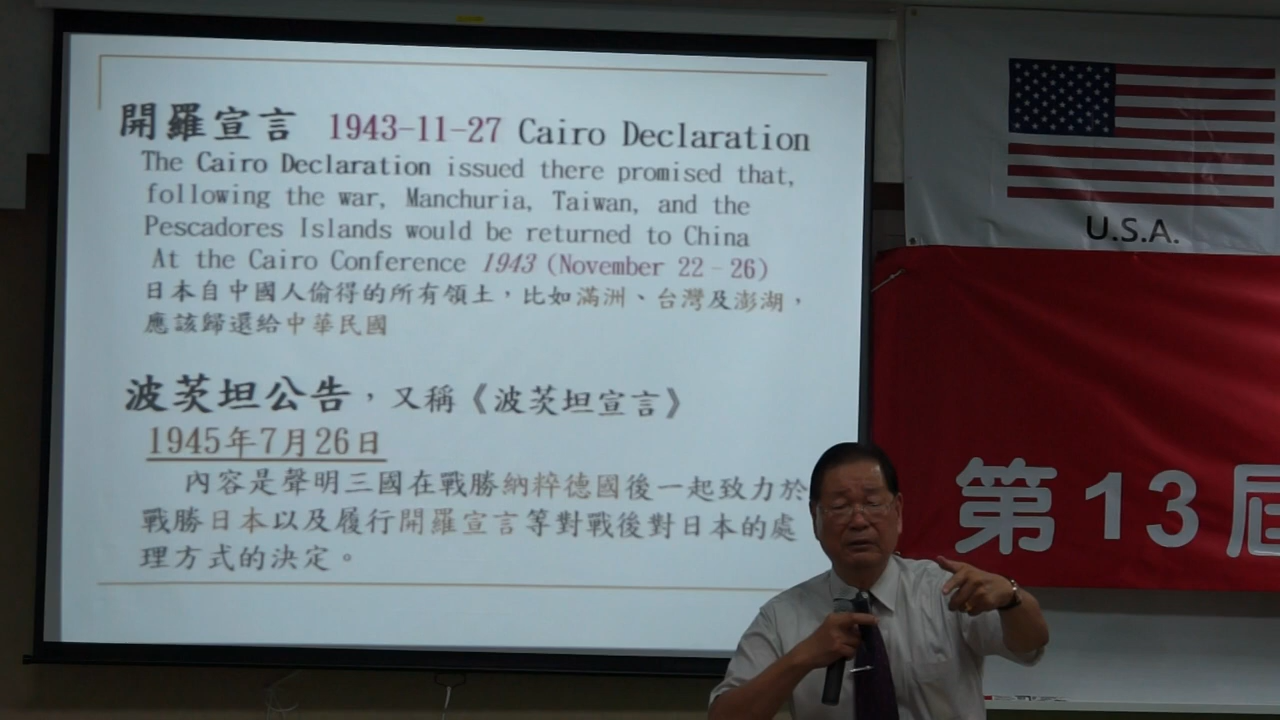 開羅宣言 1943-11-27 Cairo Declaration
The Cairo Declaration issued there promised that,
following the war, Manchuria, Taiwan, and the
Pescadores Islands would be returned to China
At the Cairo Conference 1943 (November 22-26)
日本自中國人偷得的所有領土，比如滿洲、台灣及澎湖，
應該歸還給中華民國
波茨坦公告，又稱《波茨坦宣言》
1945年7月26日
內容是聲明三國在戰勝納粹德國後一起致力於
戰勝日本以及履行開羅宣言等對戰後對日本的處
理方式的決定。
U.S.A.
第13屆